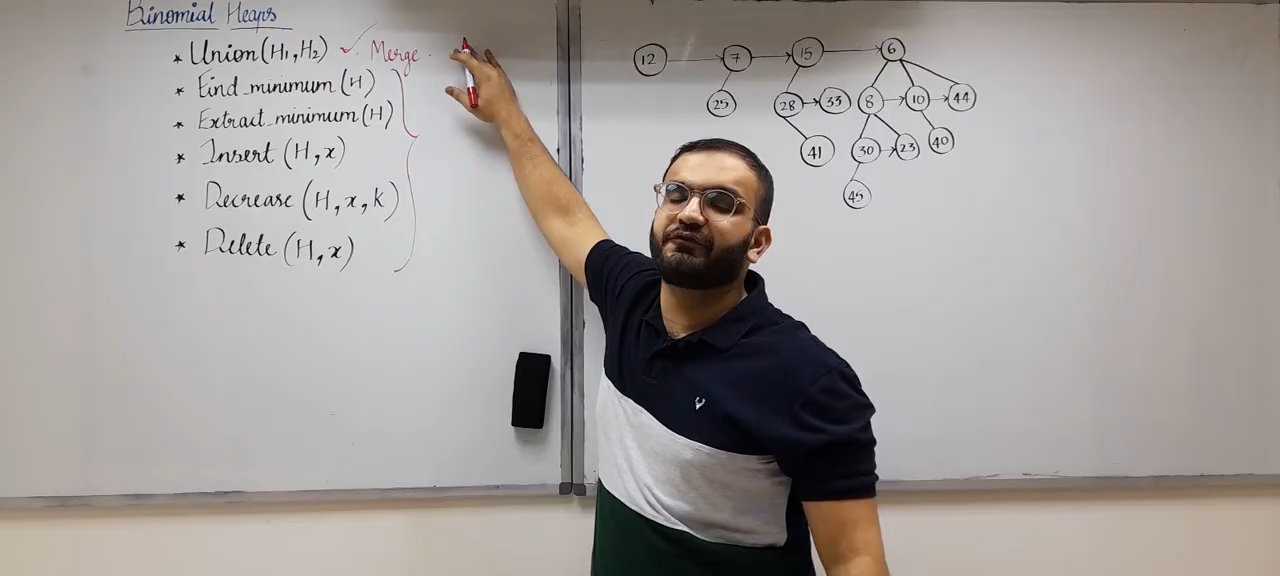 Binomial Heaps
* Union (H1, H2) ✓ Merge.
* Find_minimum (H)
* Extract_minimum (H)
* Insert (H, x)
* Decrease (H, x, k)
* Delete (H, x)
12 7 15 6
25 28 33 8 10 44
41 30 23 40
45